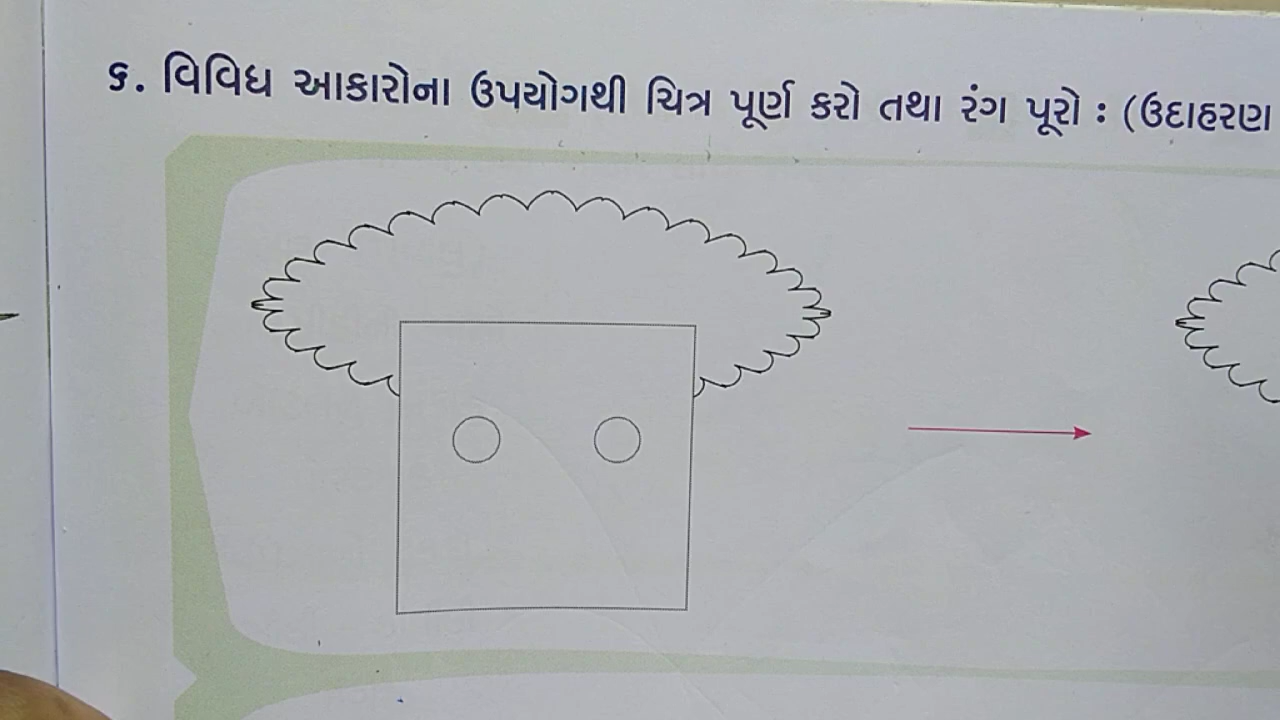 ૬. વિવિધ આકારોના ઉપયોગથી ચિત્ર પૂર્ણ કરો તથા રંગ પૂરો : (ઉદાહરણ